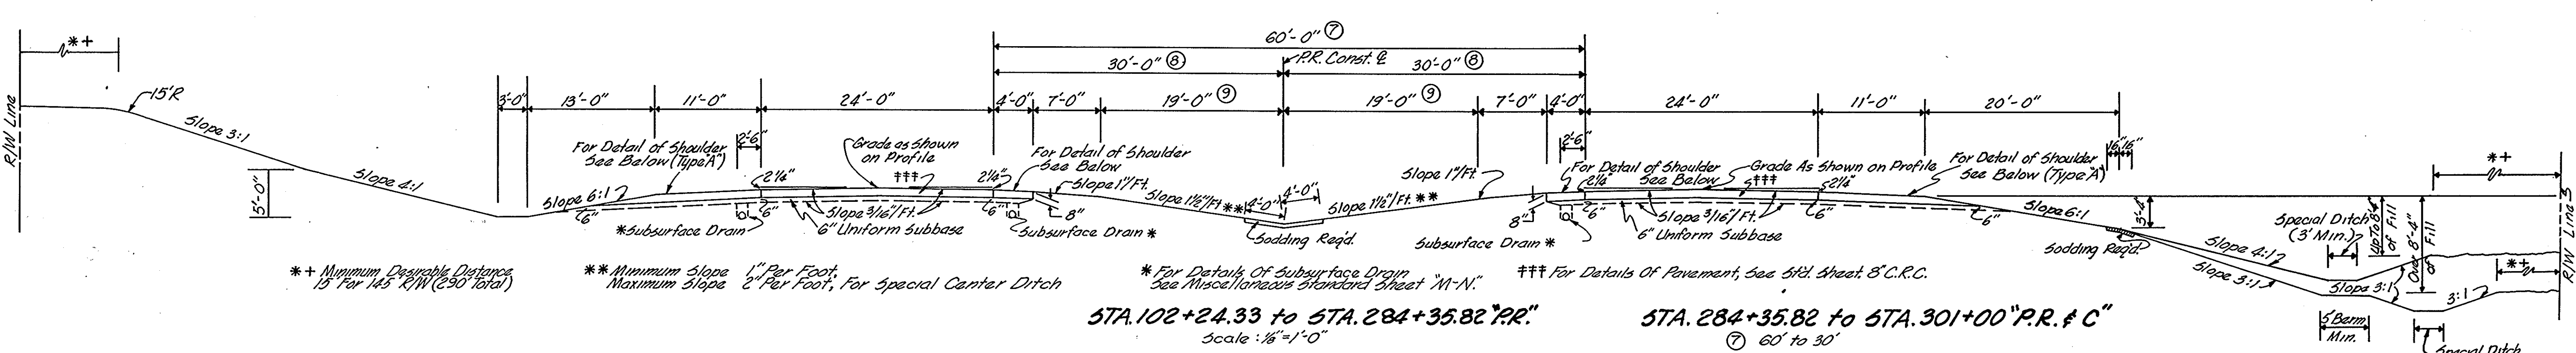 60'-0" ⑦
*+
P.R. Const. ℄
30'-0" ⑧
30'-0" ⑧
15'R
3'-0"
13'-0"
11'-0"
24'-0"
4'-0"
7'-0"
19'-0" ⑨
19'-0" ⑨
7'-0"
4'-0"
24'-0"
11'-0"
20'-0"
R/W Line
Slope 3:1
For Detail of Shoulder
See Below (Type "A")
2'-6"
Grade as Shown
on Profile
For Detail of Shoulder
See Below
2'-6"
For Detail of Shoulder
See Below
Grade As Shown on Profile
For Detail of Shoulder
See Below (Type "A")
16"
16"
*+
5'-0"
Slope 4:1
Slope 6:1
2¼"
‡‡‡
2¼"
Slope 1"/Ft.
Slope 1½"/Ft. **
4'-0"
4'-0"
Slope 1½"/Ft. **
Slope 1"/Ft.
2¼"
‡‡‡
2¼"
6"
6"
Slope 3/16"/Ft.
6"
8"
8"
6"
Slope 3/16"/Ft.
6"
6"
Slope 6:1
3'-4"
*Subsurface Drain
6" Uniform Subbase
Subsurface Drain *
Sodding Req'd.
Subsurface Drain *
6" Uniform Subbase
Sodding Req'd.
Slope 4:1
Slope 3:1
Special Ditch
(3' Min.)
Up To 8'-4"
of Fill
Over 8'-4"
of Fill
*+
R/W Line
Slope 3:1
3:1
5' Berm
Min.
Special Ditch
*+ Minimum Desirable Distance
15' For 145' R/W (290' Total)
** Minimum Slope 1" Per Foot,
Maximum Slope 2" Per Foot, For Special Center Ditch
* For Details Of Subsurface Drain
See Miscellaneous Standard Sheet "M-N."
‡‡‡ For Details Of Pavement, See Std. Sheet. 8" C.R.C.
STA. 102+24.33 to STA. 284+35.82 "P.R."
Scale : ⅛"=1'-0"
STA. 284+35.82 to STA. 301+00 "P.R. & C"
⑦ 60' to 30'